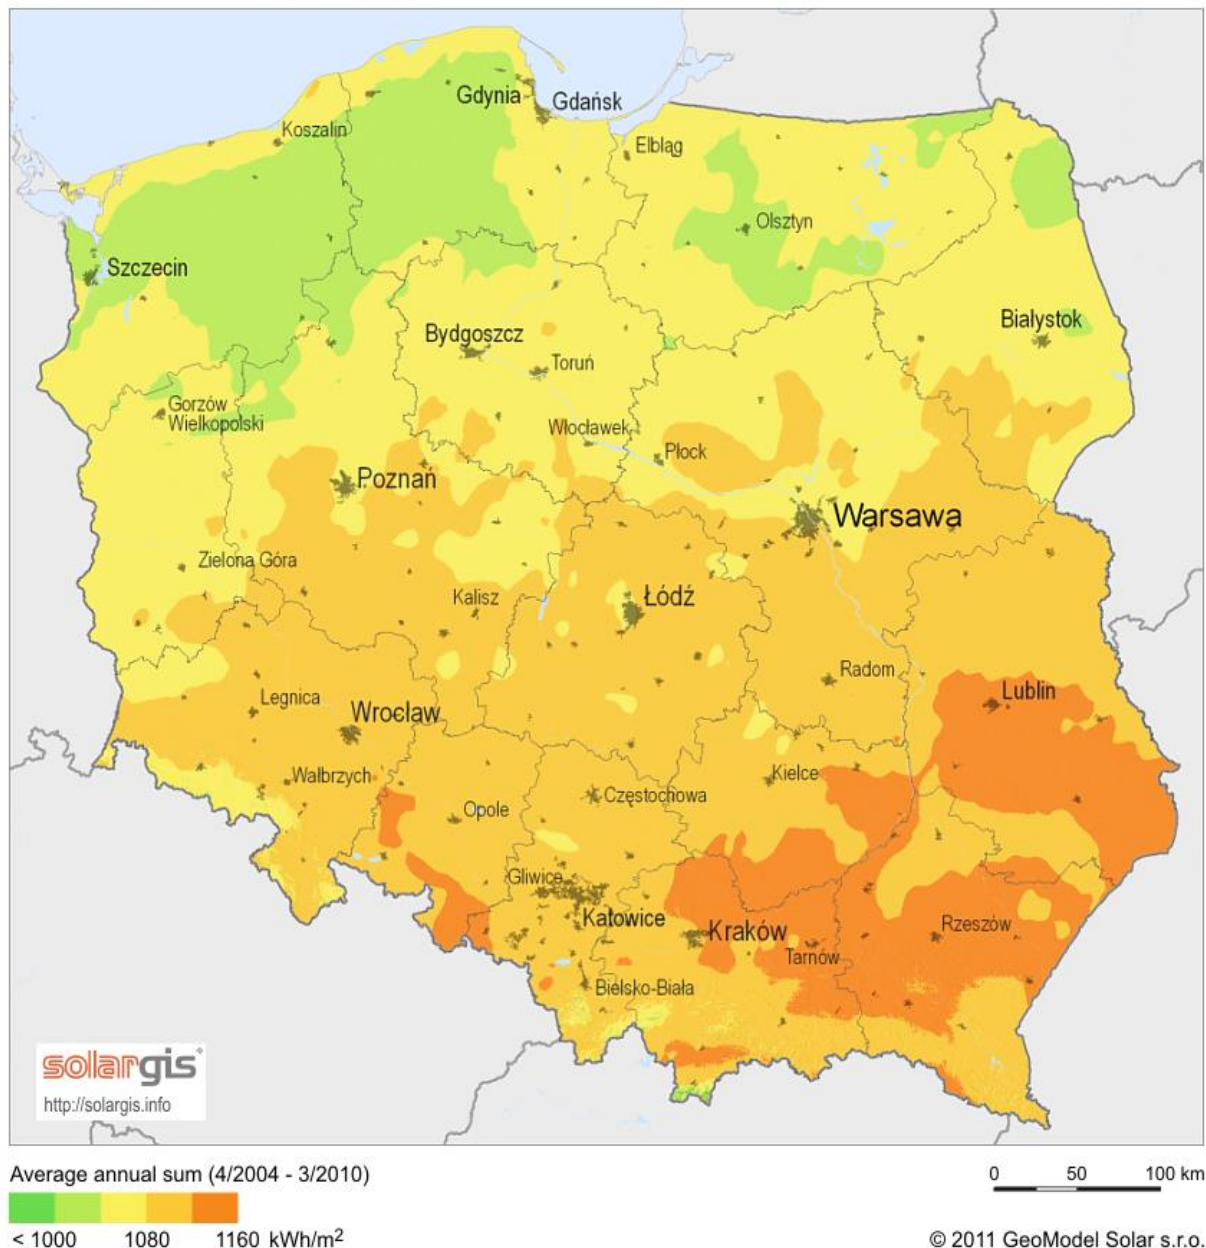 Gdynia
Gdańsk
Koszalin
Elbląg
Olsztyn
Szczecin
Białystok
Bydgoszcz
Toruń
Gorzów
Wielkopolski
Włocławek
Płock
Poznań
Warsawa
Zielona Góra
Kalisz
Łódź
Radom
Legnica
Wrocław
Lublin
Wałbrzych
Kielce
Opole
Częstochowa
Gliwice
Katowice
Kraków
Rzeszów
Tarnów
Bielsko-Biała
solargis
http://solargis.info
Average annual sum (4/2004 - 3/2010)
0 50 100 km
< 1000 1080 1160 kWh/m²
© 2011 GeoModel Solar s.r.o.